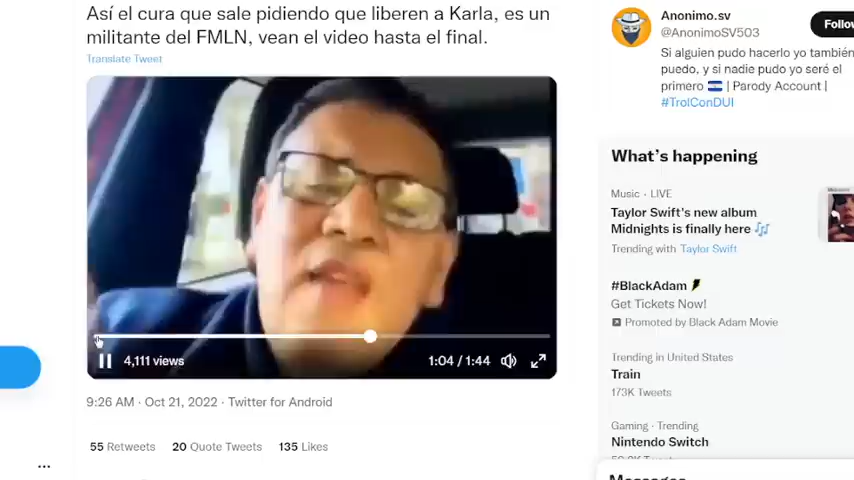 Así el cura que sale pidiendo que liberen a Karla, es un
militante del FMLN, vean el video hasta el final.
Translate Tweet
4,111 views
1:04 / 1:44
9:26 AM · Oct 21, 2022 · Twitter for Android
55 Retweets 20 Quote Tweets 135 Likes
Anonimo.sv
@AnonimoSV503
Si alguien pudo hacerlo yo también
puedo, y si nadie pudo yo seré el
primero | Parody Account |
#TrolConDUI
What's happening
Music · LIVE
Taylor Swift's new album
Midnights is finally here
Trending with Taylor Swift
#BlackAdam
Get Tickets Now!
Promoted by Black Adam Movie
Trending in United States
Train
173K Tweets
Gaming · Trending
Nintendo Switch